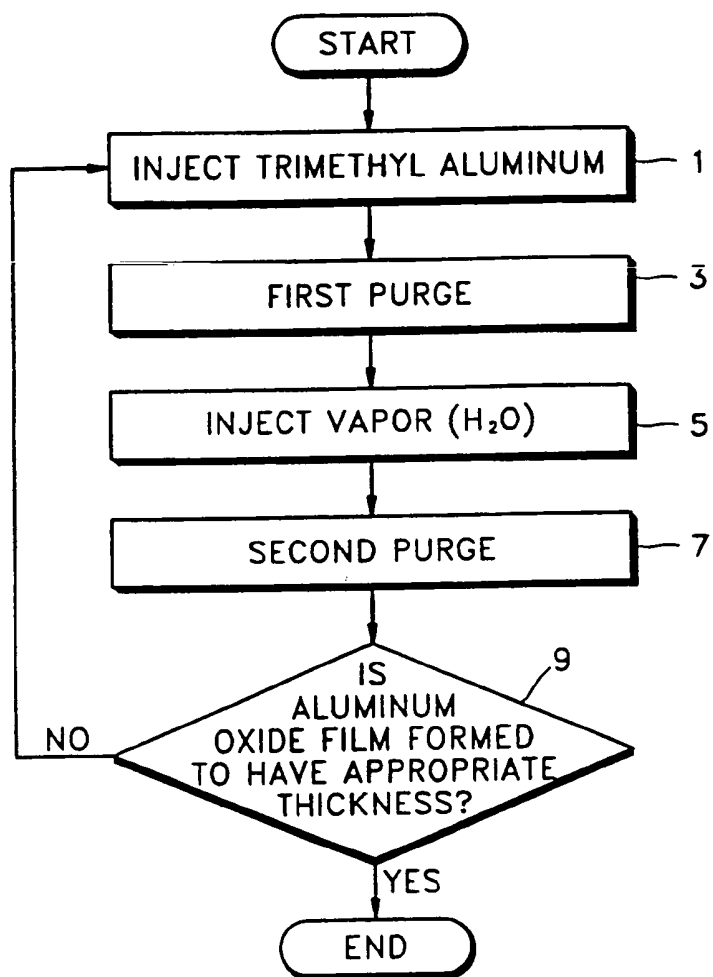 START
INJECT TRIMETHYL ALUMINUM
1
FIRST PURGE
3
INJECT VAPOR (H₂O)
5
SECOND PURGE
7
9
IS
ALUMINUM
OXIDE FILM FORMED
TO HAVE APPROPRIATE
THICKNESS?
NO
YES
END